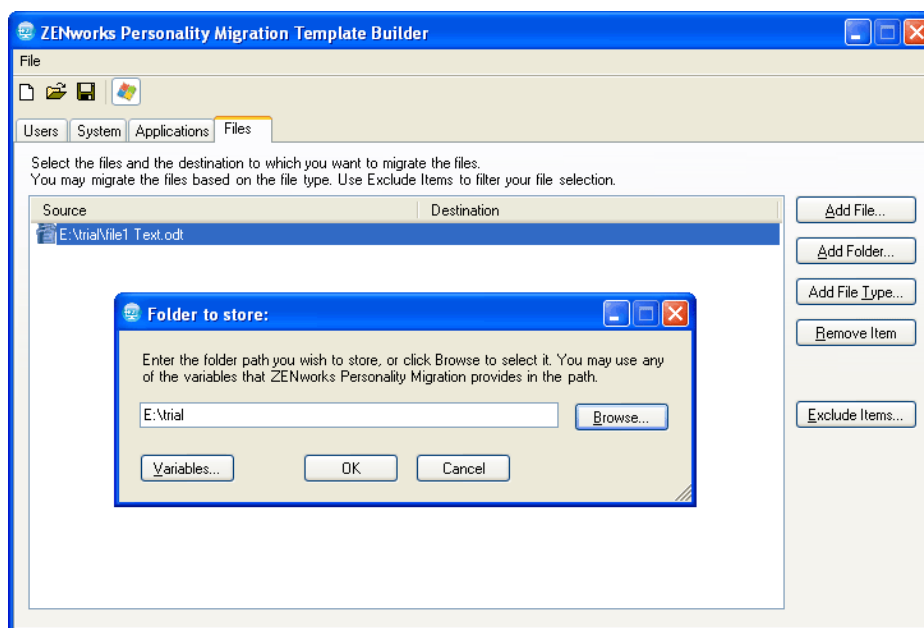 ZENworks Personality Migration Template Builder
File
Users System Applications Files
Select the files and the destination to which you want to migrate the files.
You may migrate the files based on the file type. Use Exclude Items to filter your file selection.
Source Destination
E:\trial\file1 Text.odt
Add File...
Add Folder...
Add File Type...
Remove Item
Exclude Items...
Folder to store:
Enter the folder path you wish to store, or click Browse to select it. You may use any
of the variables that ZENworks Personality Migration provides in the path.
E:\trial
Browse...
Variables... OK Cancel